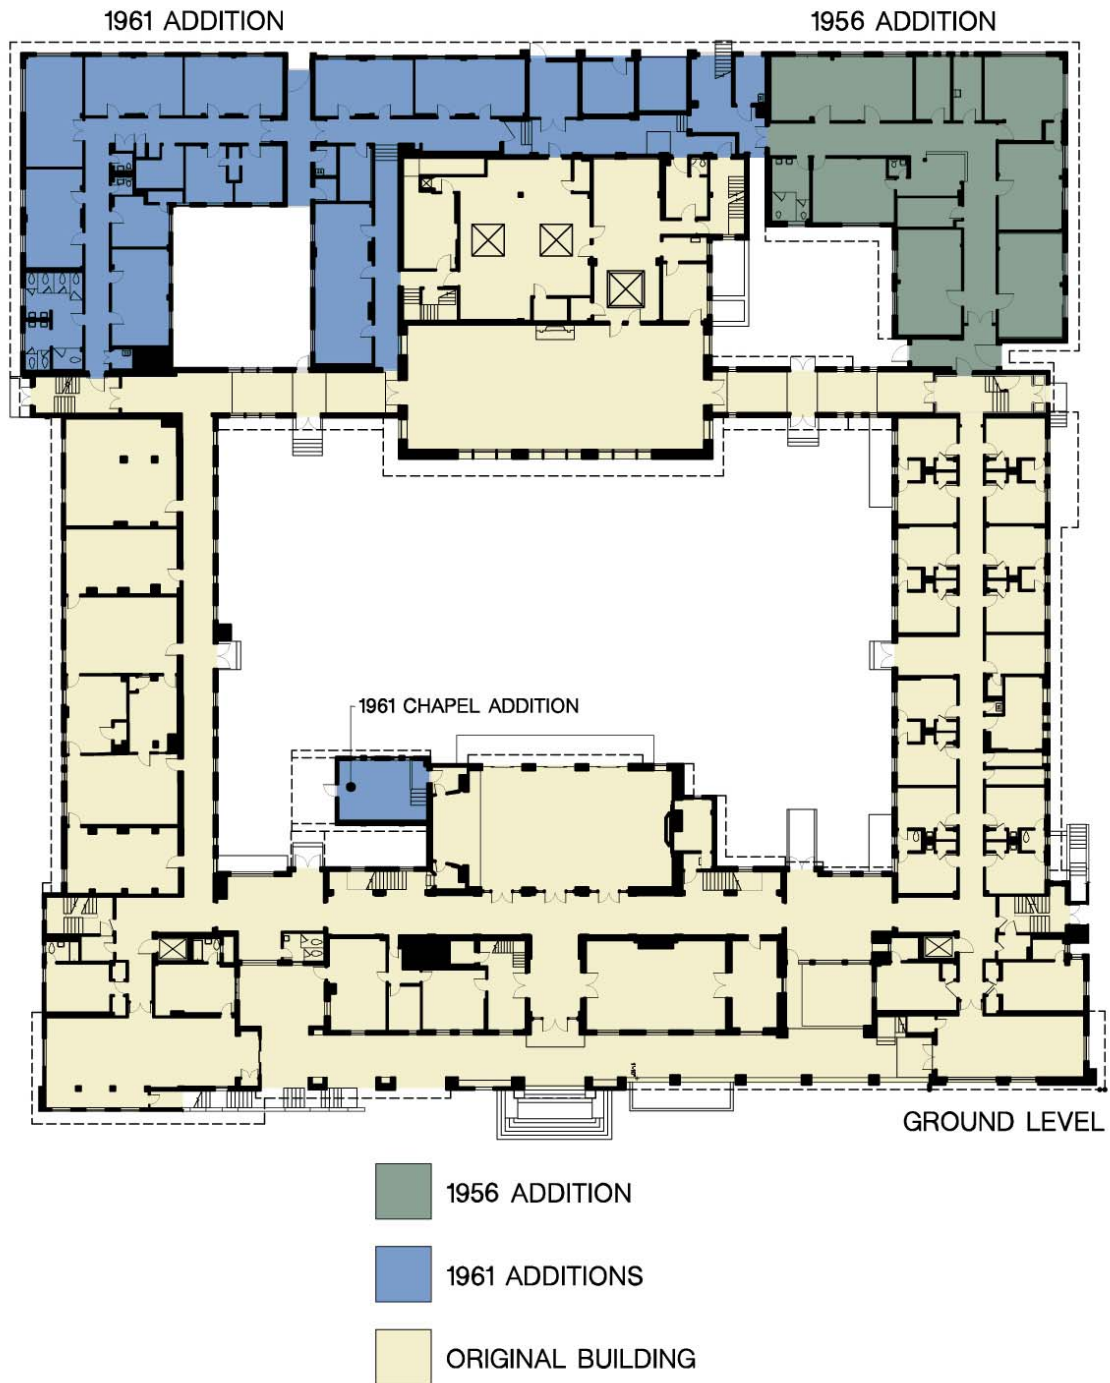 1961 ADDITION
1956 ADDITION
1961 CHAPEL ADDITION
GROUND LEVEL
1956 ADDITION
1961 ADDITIONS
ORIGINAL BUILDING